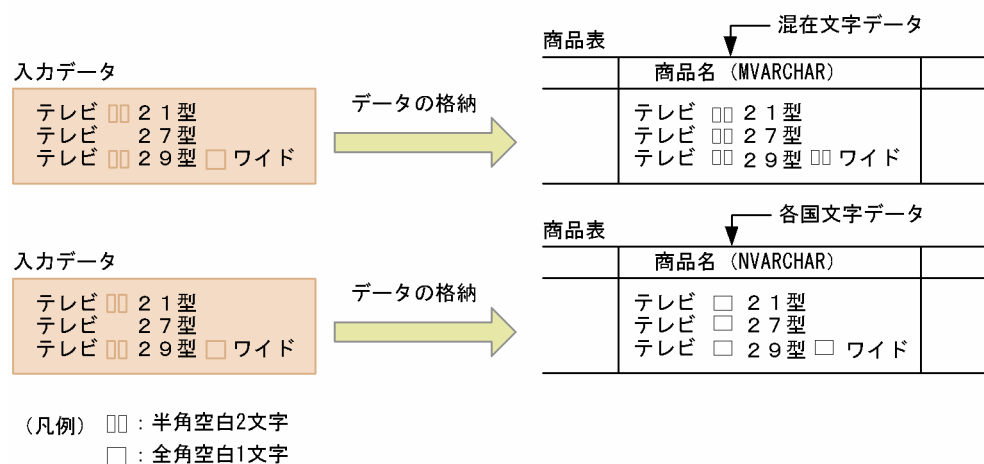 混在文字データ
商品表
入力データ
商品名（MVARCHAR）
データの格納
テレビ □□ ２１型
テレビ ２７型
テレビ □□ ２９型 □ ワイド
テレビ □□ ２１型
テレビ □□ ２７型
テレビ □□ ２９型 □□ ワイド
各国文字データ
商品表
入力データ
商品名（NVARCHAR）
データの格納
テレビ □□ ２１型
テレビ ２７型
テレビ □□ ２９型 □ ワイド
テレビ □ ２１型
テレビ □ ２７型
テレビ □ ２９型 □ ワイド
（凡例） □□：半角空白2文字
□：全角空白1文字